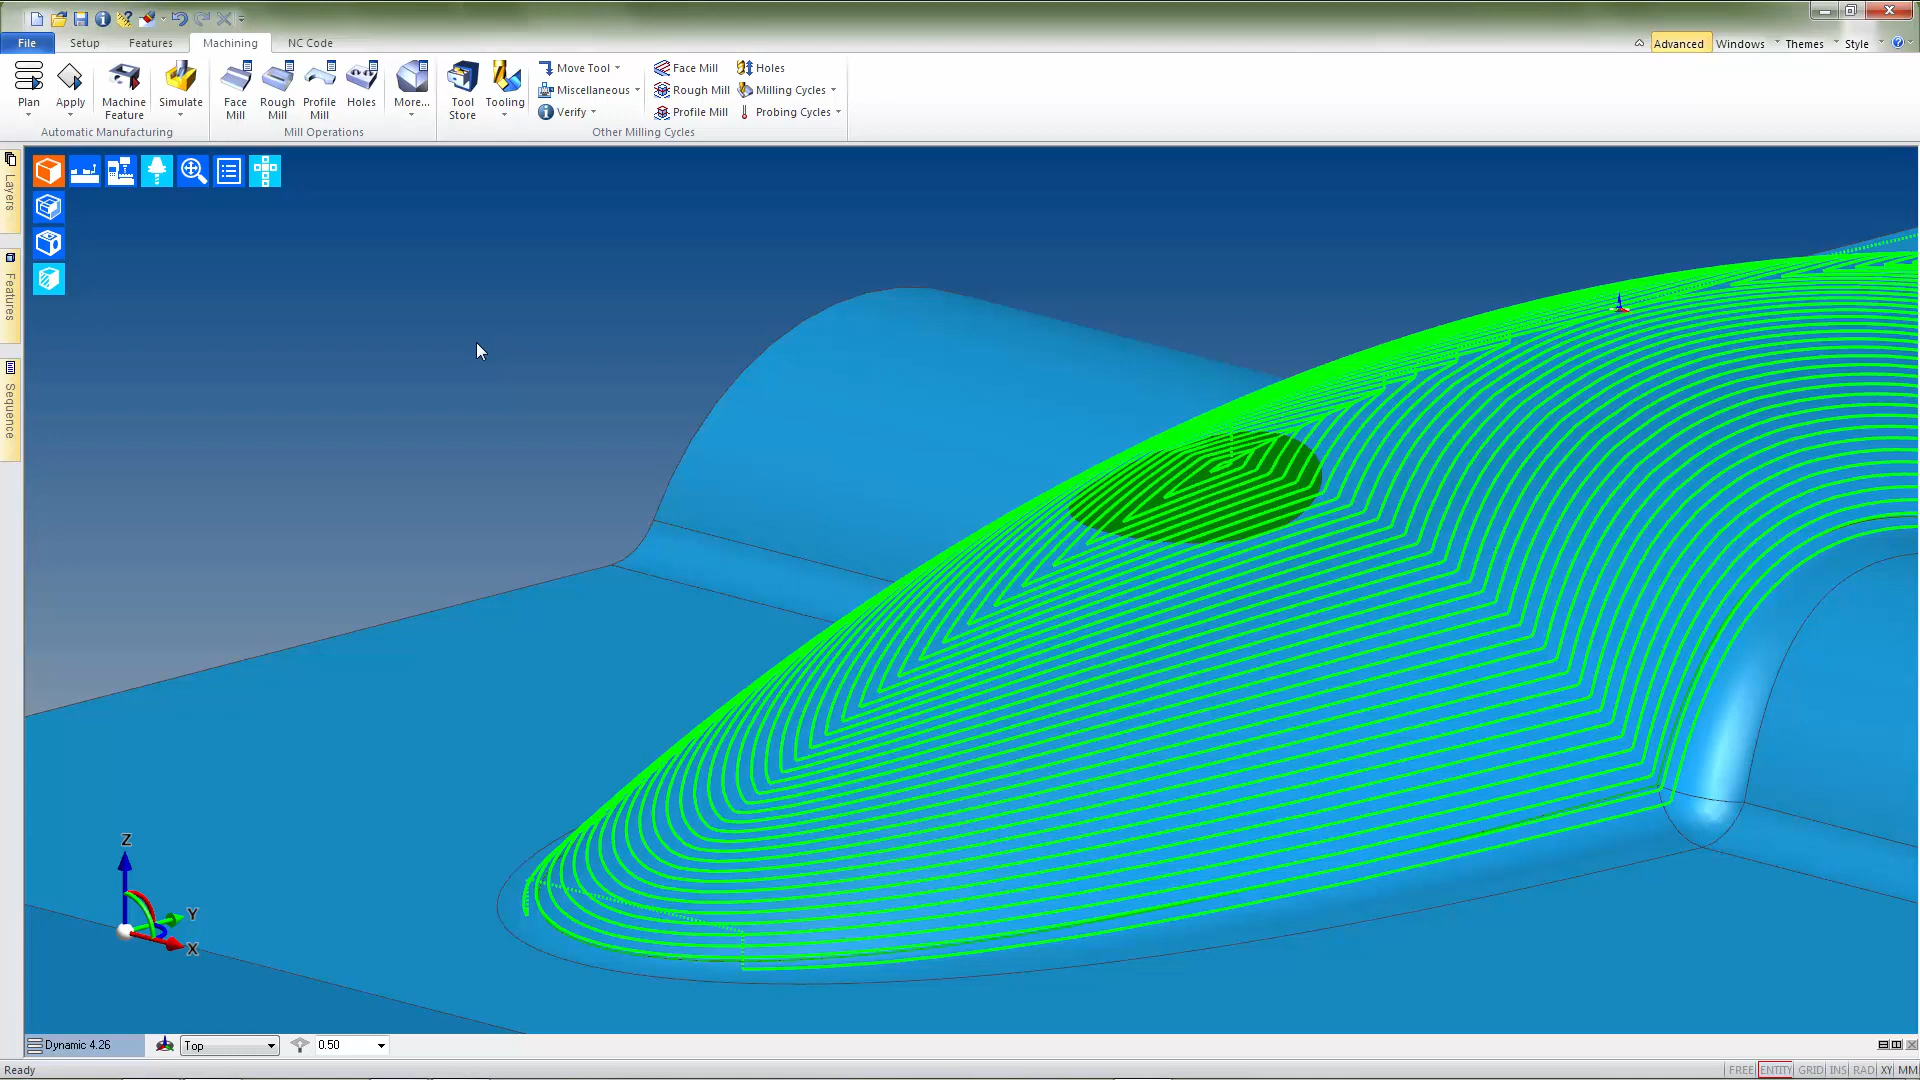 File Setup Features Machining NC Code
Advanced Windows Themes Style
Plan Apply Machine Feature Simulate
Automatic Manufacturing
Face Mill Rough Mill Profile Mill Holes More...
Mill Operations
Tool Store Tooling
Move Tool
Miscellaneous
Verify
Face Mill Holes
Rough Mill Milling Cycles
Profile Mill Probing Cycles
Other Milling Cycles
Layers
Features
Sequence
Z
Y
X
Dynamic 4.26 Top 0.50
Ready FREE ENTITY GRID INS RAD XY MM